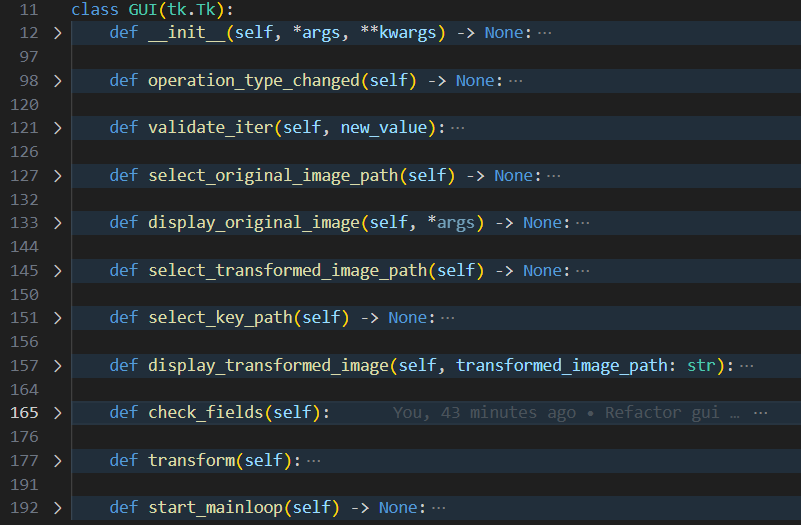 11 class GUI(tk.Tk):
12 > def __init__(self, *args, **kwargs) -> None: ···
97
98 > def operation_type_changed(self) -> None: ···
120
121 > def validate_iter(self, new_value): ···
126
127 > def select_original_image_path(self) -> None: ···
132
133 > def display_original_image(self, *args) -> None: ···
144
145 > def select_transformed_image_path(self) -> None: ···
150
151 > def select_key_path(self) -> None: ···
156
157 > def display_transformed_image(self, transformed_image_path: str): ···
164
165 > def check_fields(self): You, 43 minutes ago • Refactor gui … ···
176
177 > def transform(self): ···
191
192 > def start_mainloop(self) -> None: ···